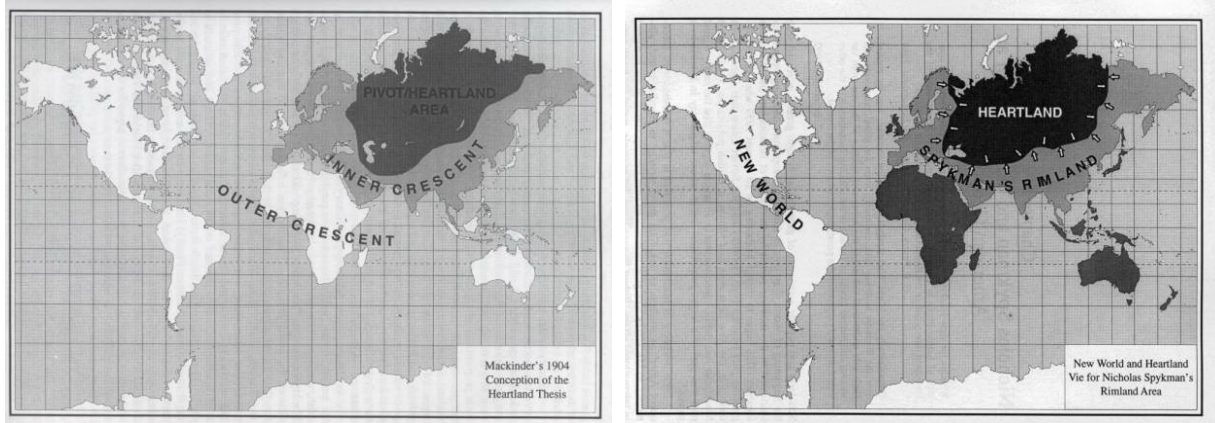 PIVOT/HEARTLAND
AREA
INNER CRESCENT
OUTER CRESCENT
Mackinder's 1904
Conception of the
Heartland Thesis
HEARTLAND
NEW WORLD
SPYKMAN'S RIMLAND
New World and Heartland
Vie for Nicholas Spykman's
Rimland Area